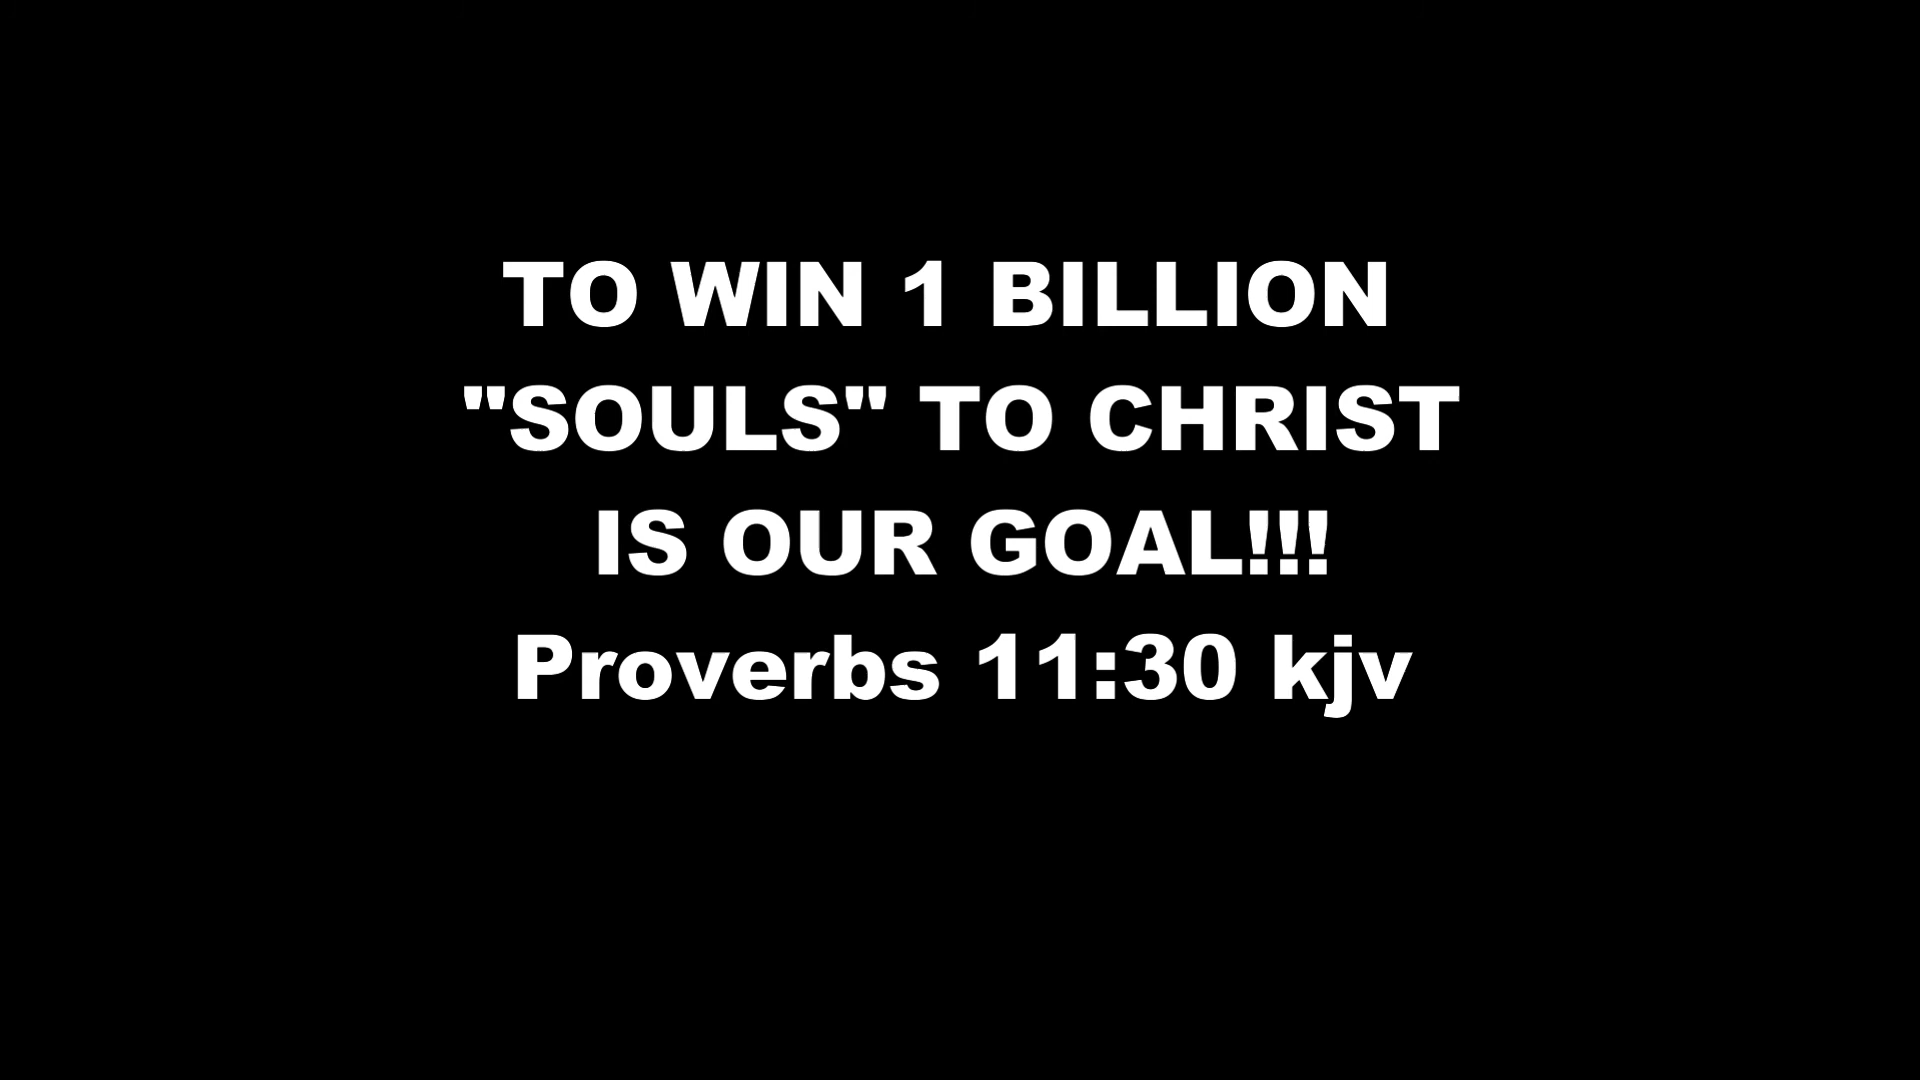 TO WIN 1 BILLION
"SOULS" TO CHRIST
IS OUR GOAL!!!
Proverbs 11:30 kjv